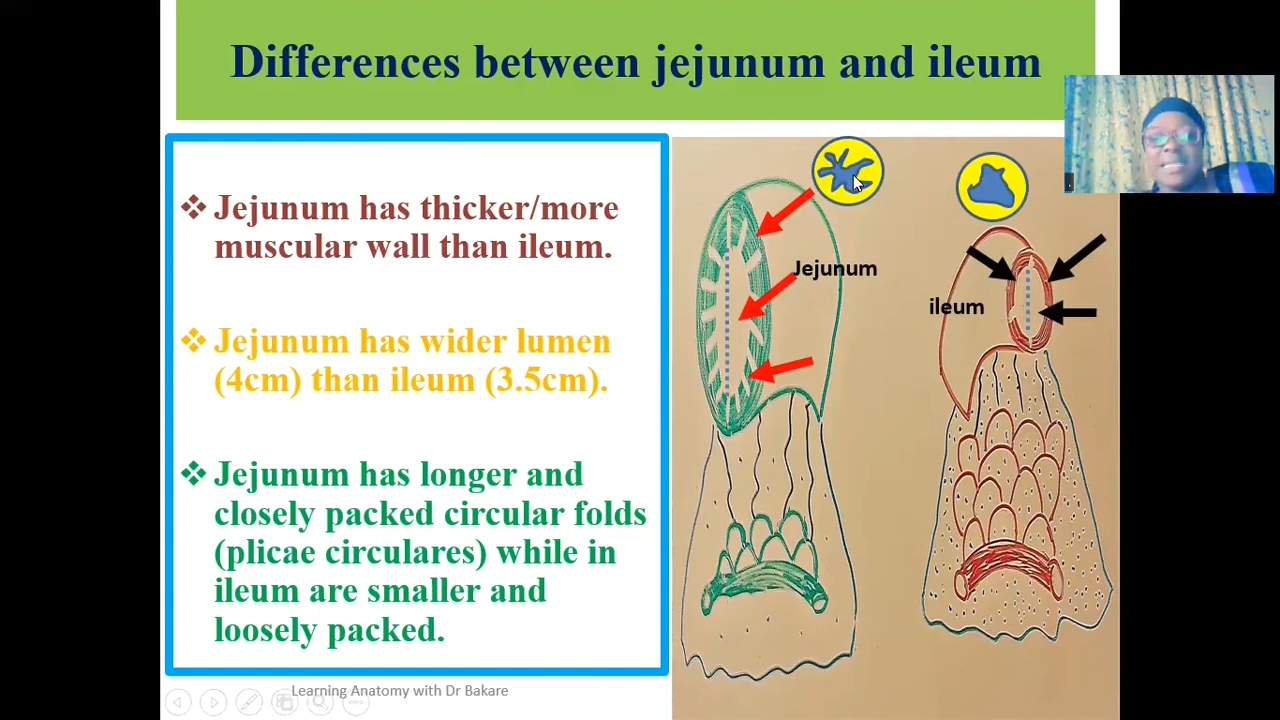 Differences between jejunum and ileum
❖ Jejunum has thicker/more
muscular wall than ileum.
❖ Jejunum has wider lumen
(4cm) than ileum (3.5cm).
❖ Jejunum has longer and
closely packed circular folds
(plicae circulares) while in
ileum are smaller and
loosely packed.
Jejunum
ileum
Learning Anatomy with Dr Bakare